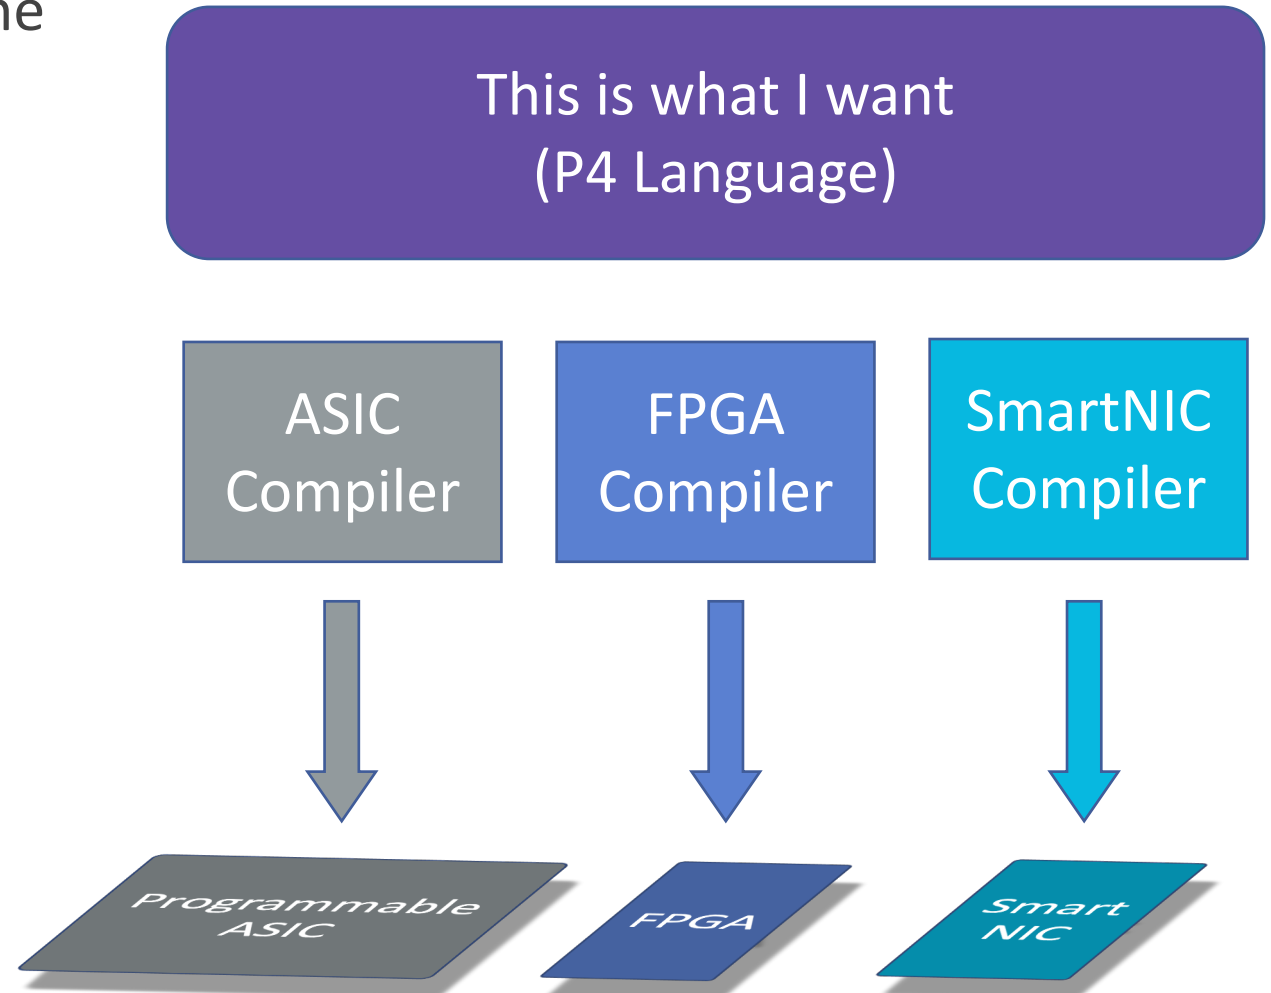 This is what I want
(P4 Language)
ASIC
Compiler
FPGA
Compiler
SmartNIC
Compiler
Programmable
ASIC
FPGA
Smart
NIC